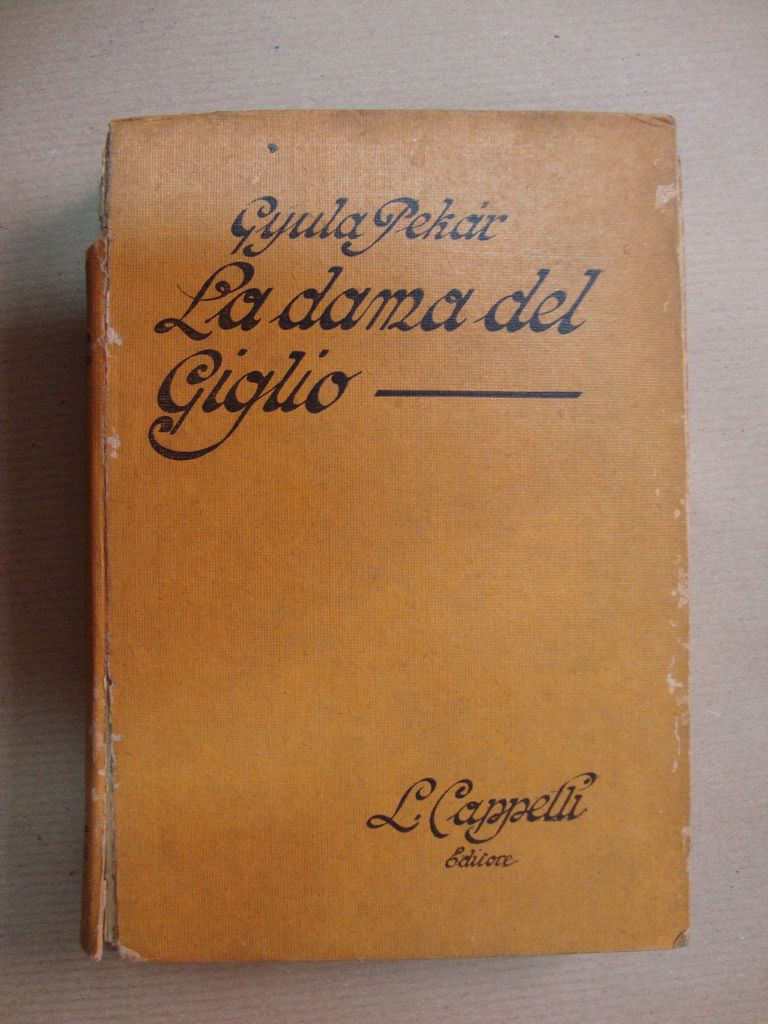 Gyula Pekár
La dama del
Giglio
L. Cappelli
Editore